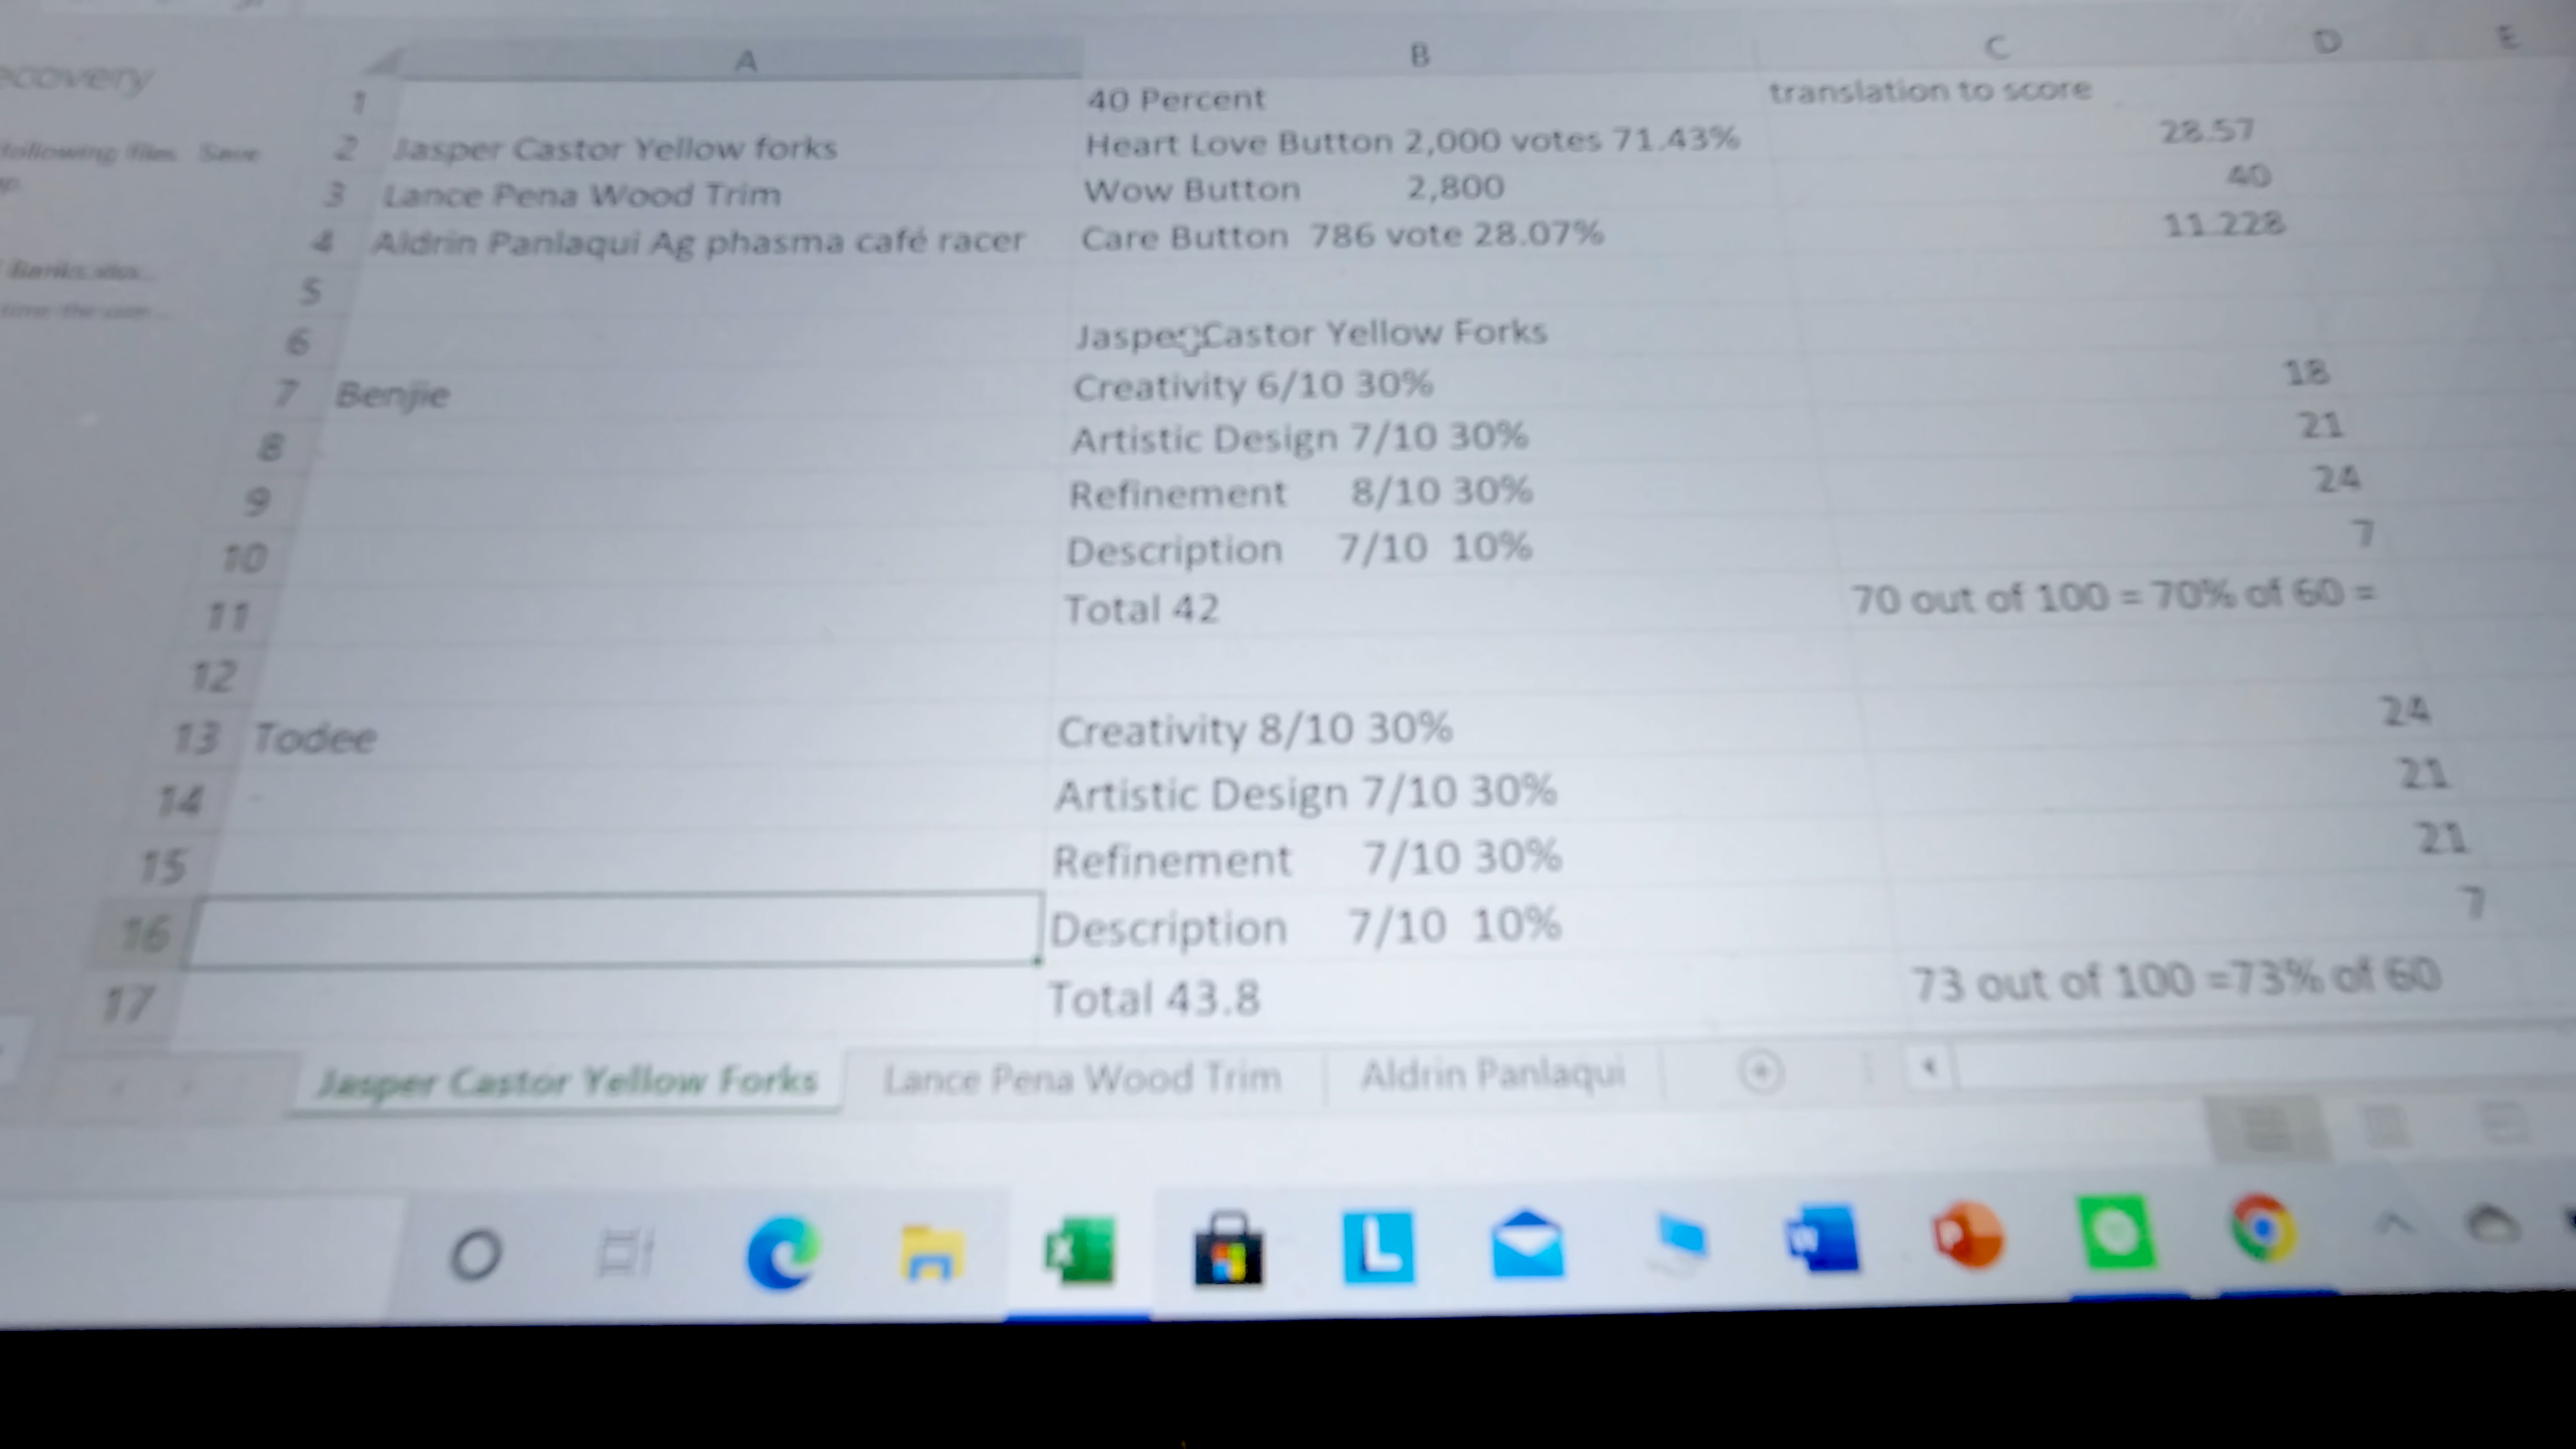 ecovery
A B C D E
1 40 Percent translation to score
following files. Save
2 Jasper Castor Yellow forks Heart Love Button 2,000 votes 71.43% 28.57
3 Lance Pena Wood Trim Wow Button 2,800 40
4 Aldrin Panlaqui Ag phasma café racer Care Button 786 vote 28.07% 11.228
5
6 Jasper Castor Yellow Forks
7 Benjie Creativity 6/10 30% 18
8 Artistic Design 7/10 30% 21
9 Refinement 8/10 30% 24
10 Description 7/10 10% 7
11 Total 42 70 out of 100 = 70% of 60 =
12
13 Todee Creativity 8/10 30% 24
14 Artistic Design 7/10 30% 21
15 Refinement 7/10 30% 21
16 Description 7/10 10% 7
17 Total 43.8 73 out of 100 =73% of 60
Jasper Castor Yellow Forks Lance Pena Wood Trim Aldrin Panlaqui
X L W P